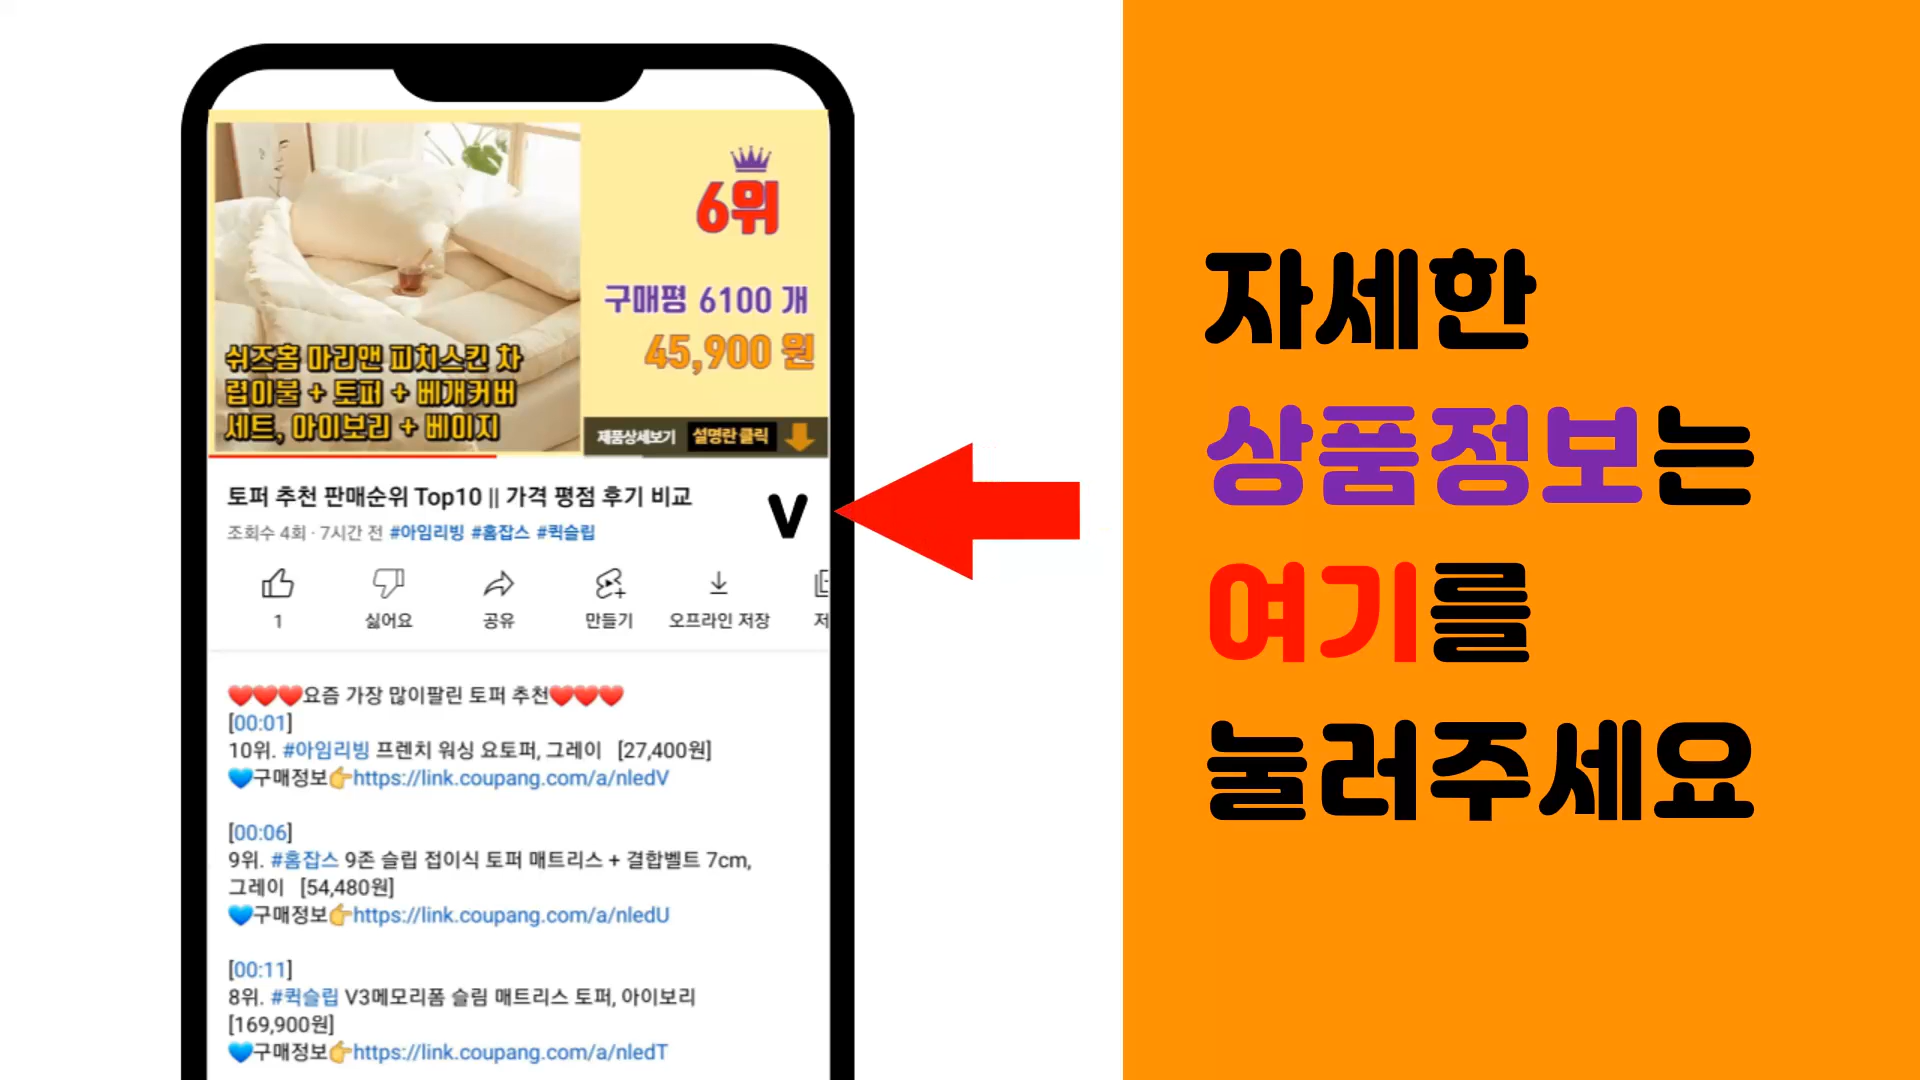 6위
구매평 6100 개
45,900 원
쉬즈홈 마리앤 피치스킨 차
렵이불 + 토퍼 + 베개커버
세트, 아이보리 + 베이지
제품상세보기 설명란 클릭
토퍼 추천 판매순위 Top10 || 가격 평점 후기 비교
V
조회수 4회 · 7시간 전 #아임리빙 #홈잡스 #퀵슬립
1 싫어요 공유 만들기 오프라인 저장 저
❤❤❤요즘 가장 많이팔린 토퍼 추천❤❤❤
[00:01]
10위. #아임리빙 프렌치 워싱 요토퍼, 그레이 [27,400원]
💙구매정보👉https://link.coupang.com/a/nledV
[00:06]
9위. #홈잡스 9존 슬립 접이식 토퍼 매트리스 + 결합벨트 7cm,
그레이 [54,480원]
💙구매정보👉https://link.coupang.com/a/nledU
[00:11]
8위. #퀵슬립 V3메모리폼 슬림 매트리스 토퍼, 아이보리
[169,900원]
💙구매정보👉https://link.coupang.com/a/nledT
자세한
상품정보는
여기를
눌러주세요